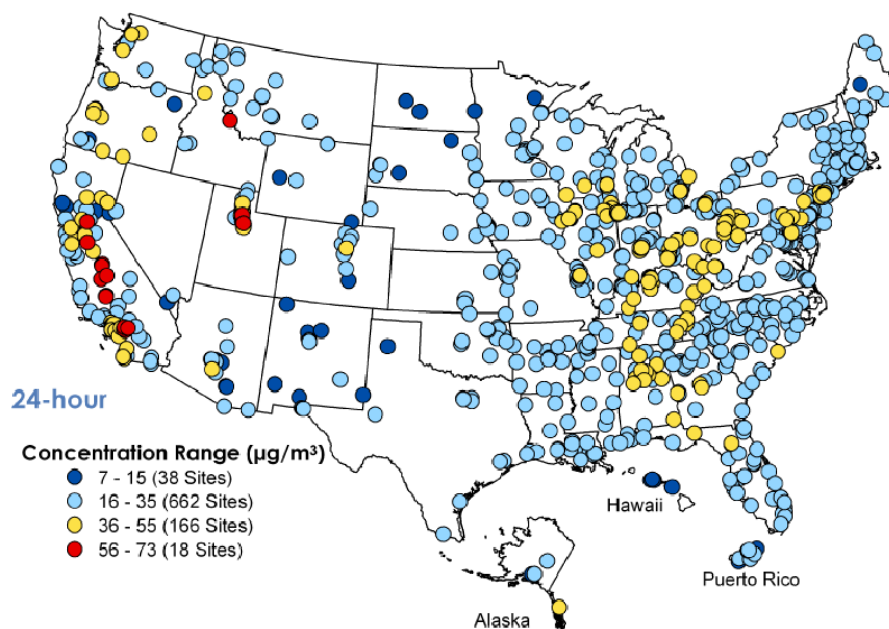 24-hour
Concentration Range (µg/m³)
7 - 15 (38 Sites)
16 - 35 (662 Sites)
36 - 55 (166 Sites)
56 - 73 (18 Sites)
Hawaii
Puerto Rico
Alaska